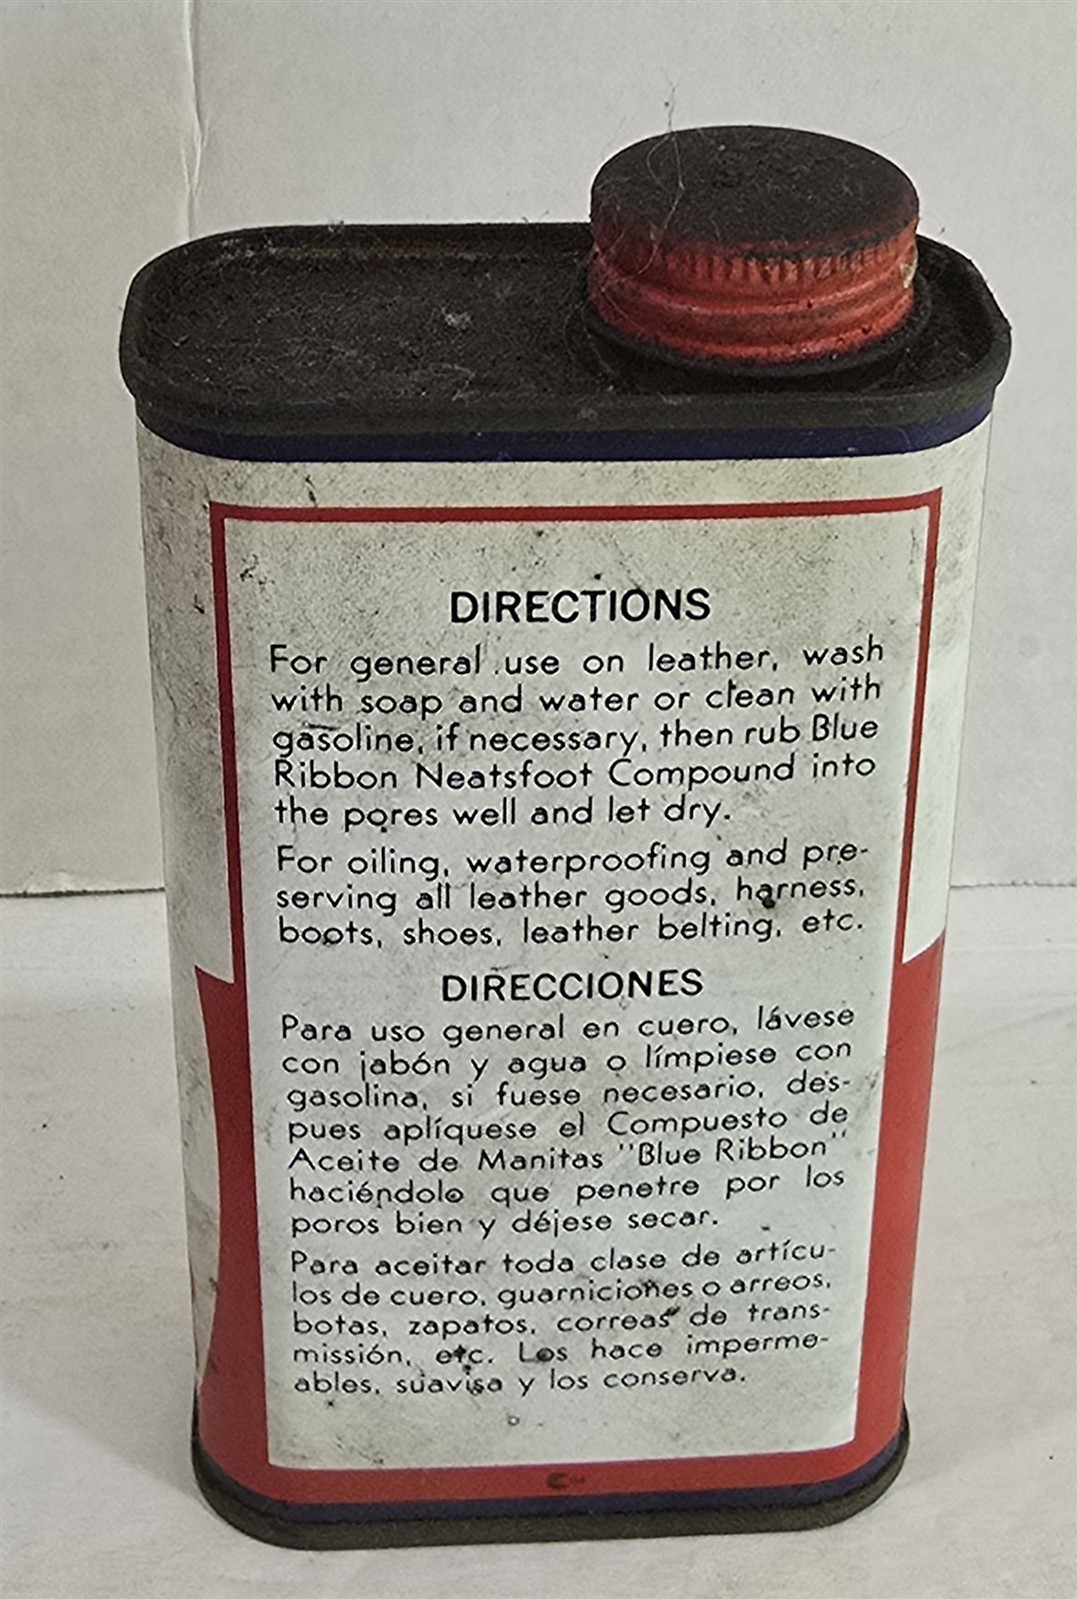 DIRECTIONS
For general use on leather, wash
with soap and water or clean with
gasoline, if necessary, then rub Blue
Ribbon Neatsfoot Compound into
the pores well and let dry.
For oiling, waterproofing and pre-
serving all leather goods, harness,
boots, shoes, leather belting, etc.
DIRECCIONES
Para uso general en cuero, lávese
con jabón y agua o límpiese con
gasolina, si fuese necesario, des-
pues aplíquese el Compuesto de
Aceite de Manitas "Blue Ribbon"
haciéndolo que penetre por los
poros bien y déjese secar.
Para aceitar toda clase de artícu-
los de cuero, guarniciones o arreos,
botas, zapatos, correas de trans-
misión, etc. Los hace imperme-
ables, suavisa y los conserva.